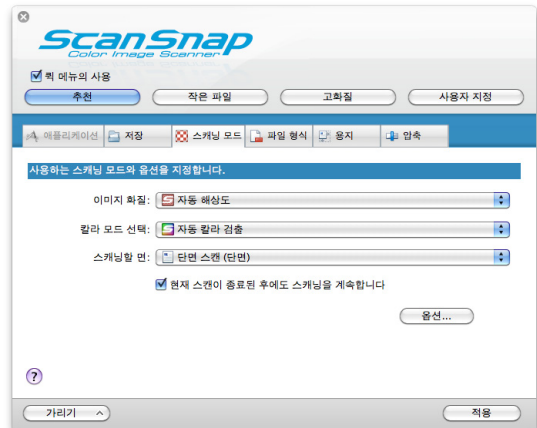 ScanSnap
Color Image Scanner
퀵 메뉴의 사용
추천 작은 파일 고화질 사용자 지정
애플리케이션 저장 스캐닝 모드 파일 형식 용지 압축
사용하는 스캐닝 모드와 옵션을 지정합니다.
이미지 화질: 자동 해상도
칼라 모드 선택: 자동 칼라 검출
스캐닝할 면: 단면 스캔 (단면)
현재 스캔이 종료된 후에도 스캐닝을 계속합니다
옵션...
?
가리기 적용